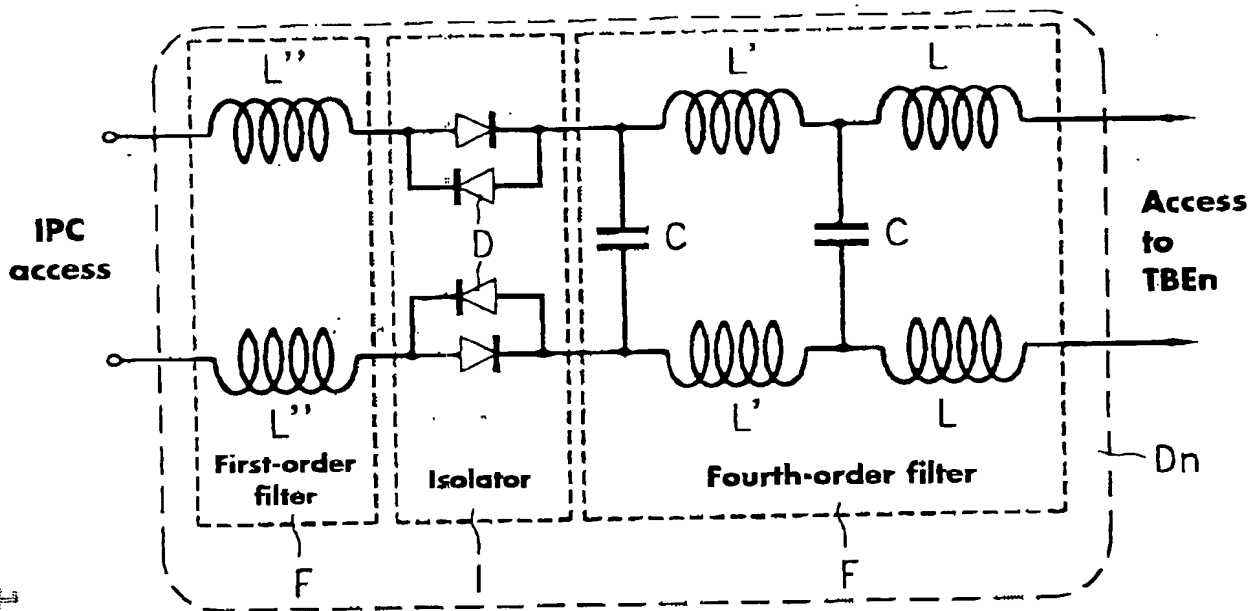 L’’
L'
L
IPC
access
D
C
C
Access
to
TBEn
L’’
L'
L
First-order
filter
Isolator
Fourth-order filter
Dn
F
I
F